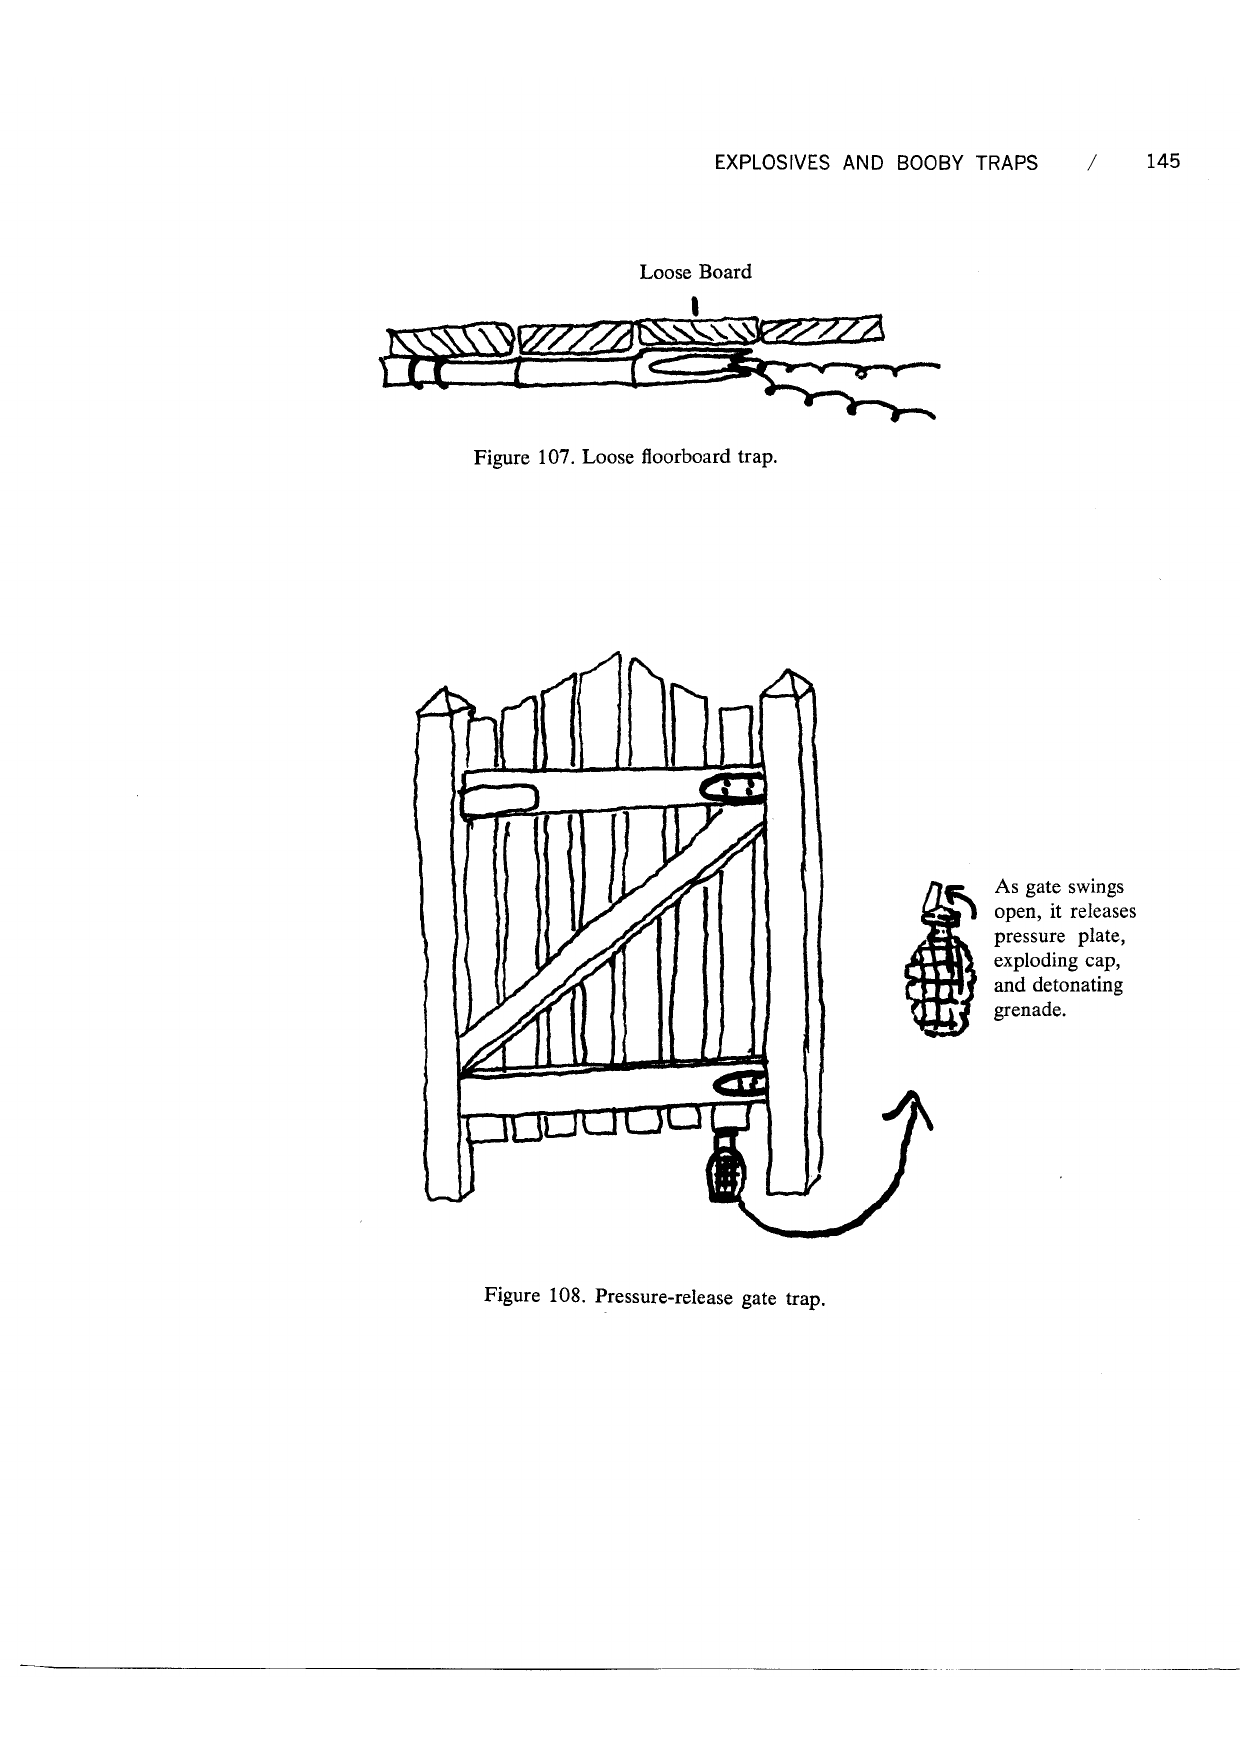 EXPLOSIVES AND BOOBY TRAPS / 145
Loose Board
Figure 107. Loose floorboard trap.
As gate swings
open, it releases
pressure plate,
exploding cap,
and detonating
grenade.
Figure 108. Pressure-release gate trap.